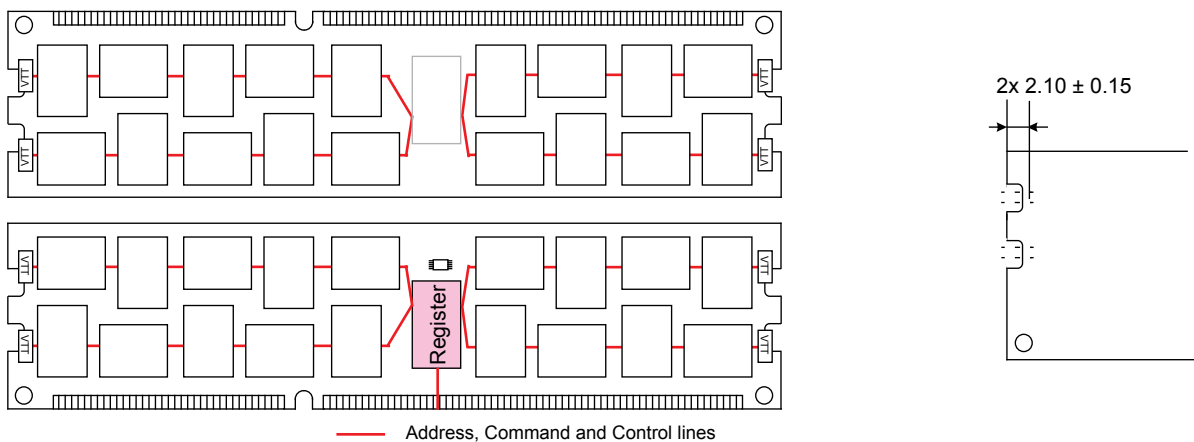 VTT
VTT
VTT
VTT
2x 2.10 ± 0.15
VTT
VTT
Register
VTT
VTT
Address, Command and Control lines